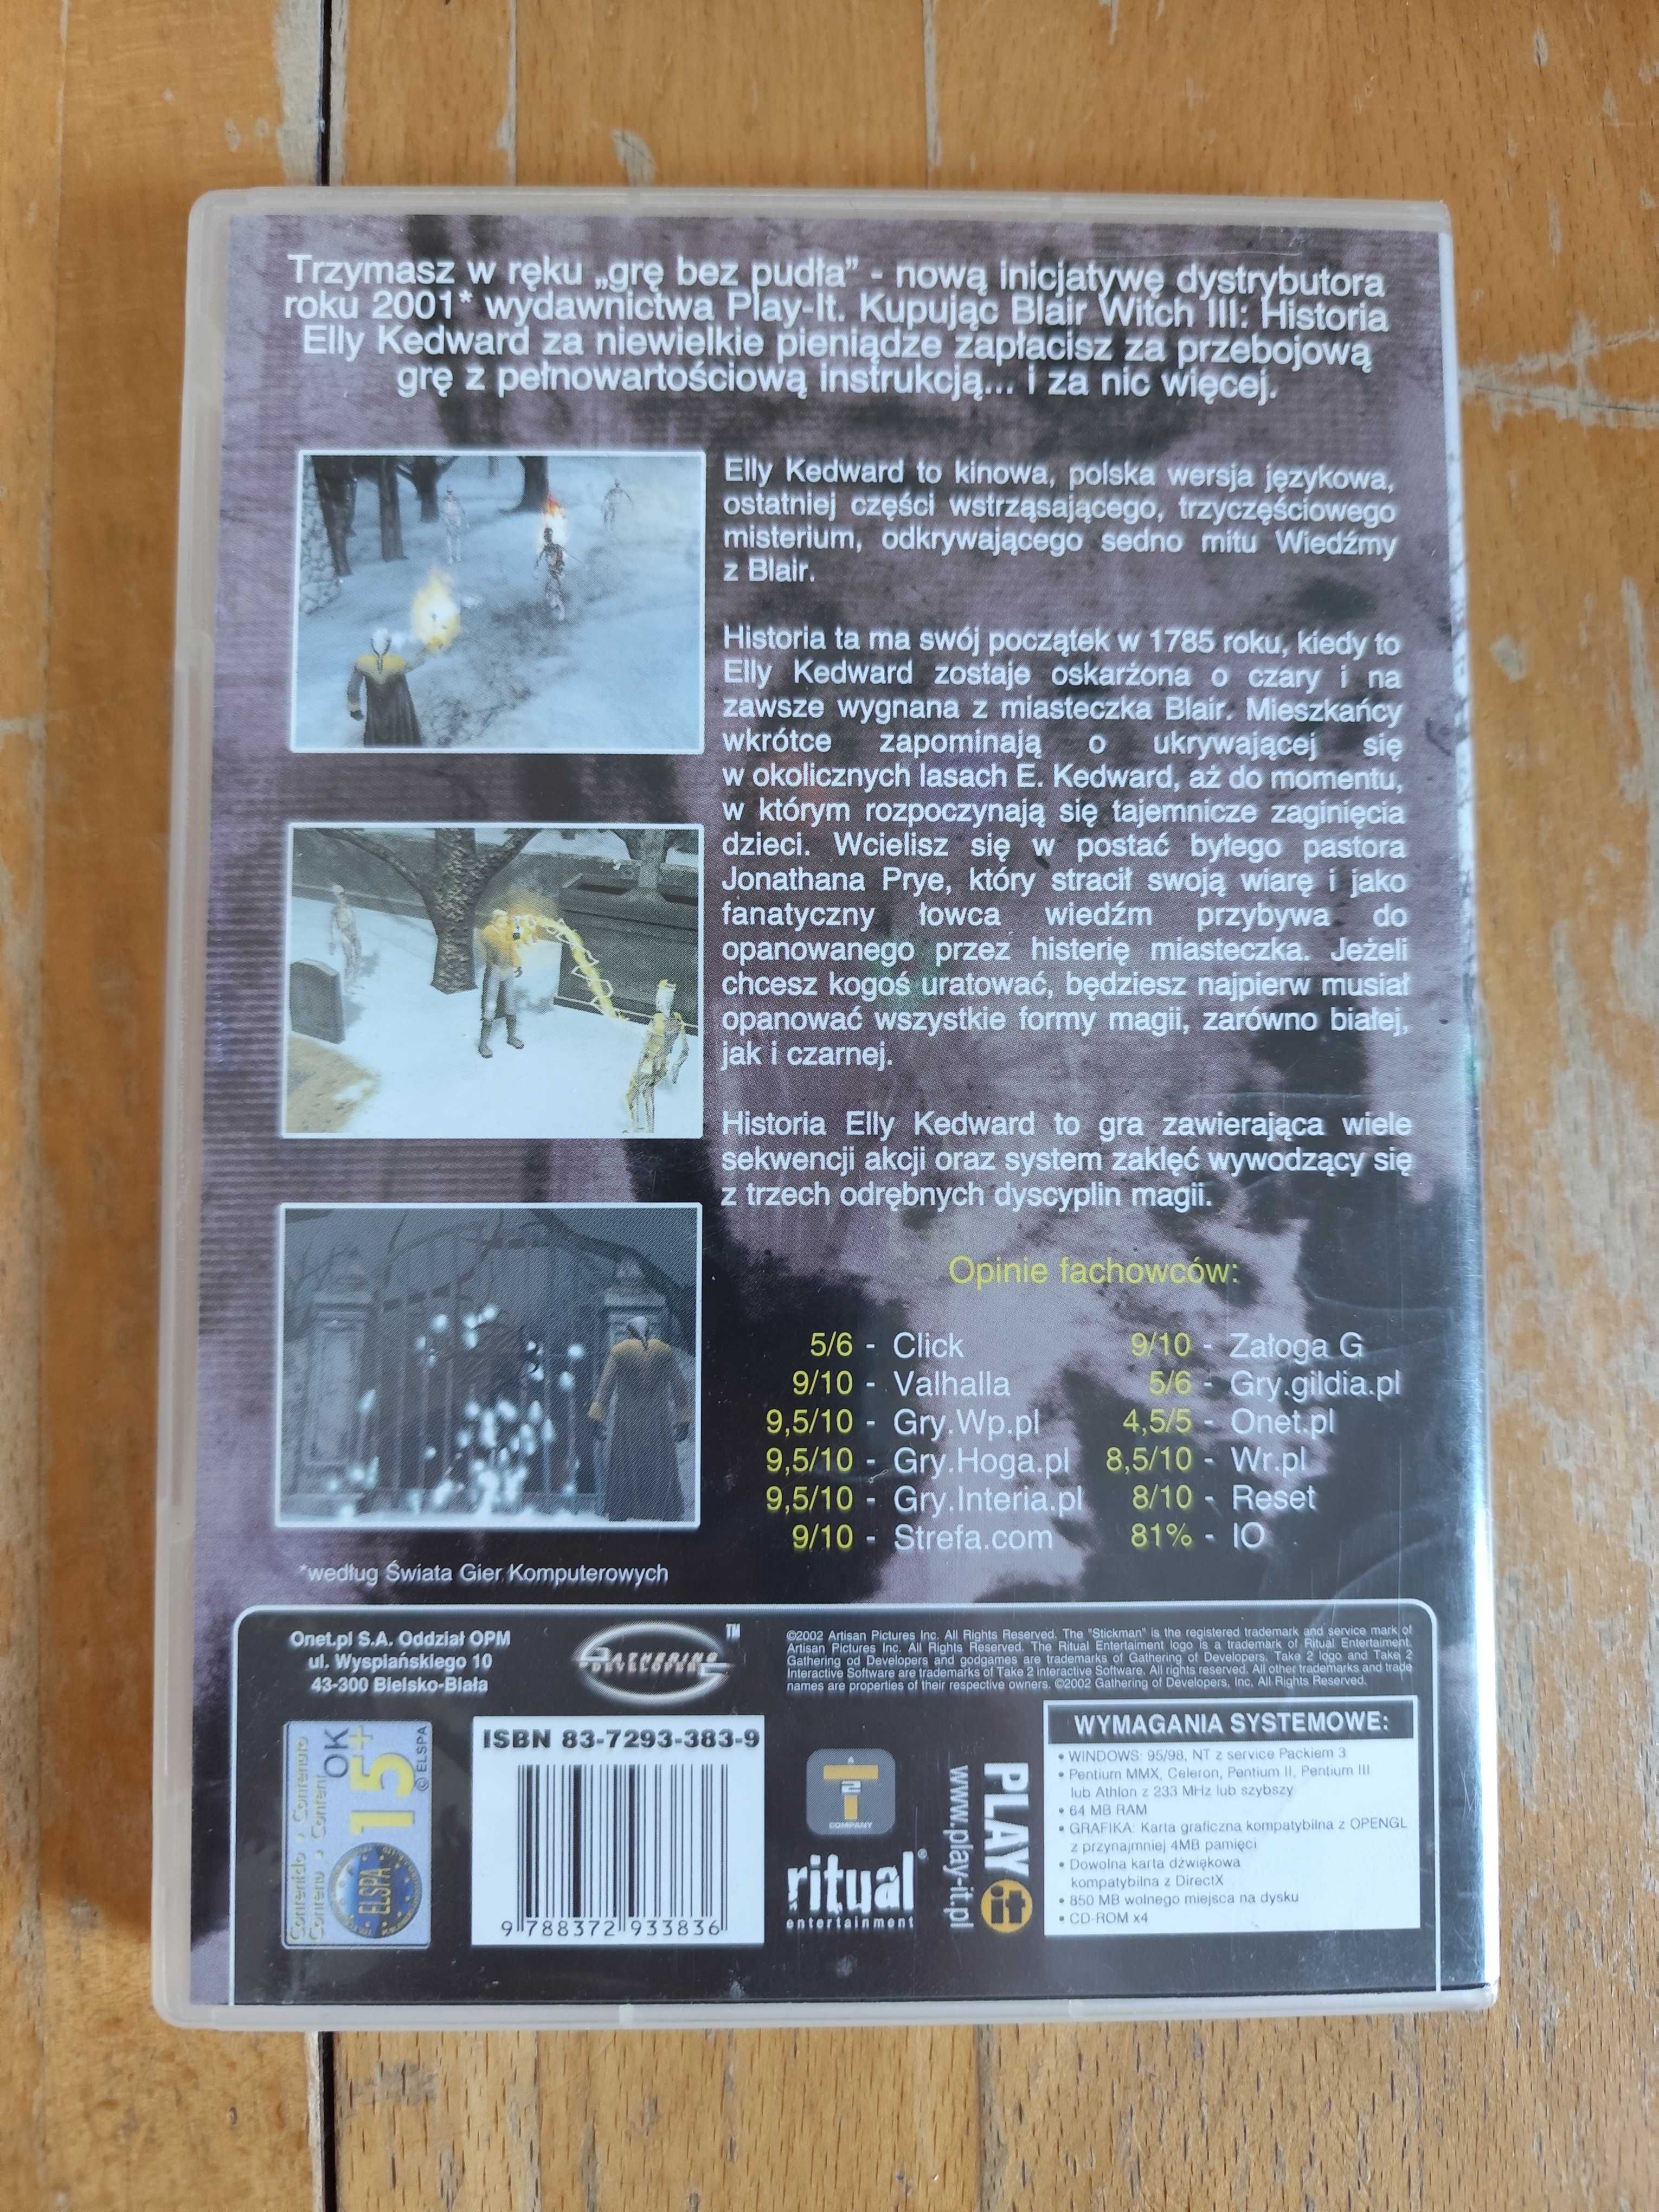 Trzymasz w ręku „grę bez pudła” - nową inicjatywę dystrybutora
roku 2001* wydawnictwa Play-It. Kupując Blair Witch III: Historia
Elly Kedward za niewielkie pieniądze zapłacisz za przebojową
grę z pełnowartościową instrukcją... i za nic więcej.
Elly Kedward to kinowa, polska wersja językowa,
ostatniej części wstrząsającego, trzyczęściowego
misterium, odkrywającego sedno mitu Wiedźmy
z Blair.
Historia ta ma swój początek w 1785 roku, kiedy to
Elly Kedward zostaje oskarżona o czary i na
zawsze wygnana z miasteczka Blair. Mieszkańcy
wkrótce zapominają o ukrywającej się
w okolicznych lasach E. Kedward, aż do momentu,
w którym rozpoczynają się tajemnicze zaginięcia
dzieci. Wcielisz się w postać byłego pastora
Jonathana Prye, który stracił swoją wiarę i jako
fanatyczny łowca wiedźm przybywa do
opanowanego przez histerię miasteczka. Jeżeli
chcesz kogoś uratować, będziesz najpierw musiał
opanować wszystkie formy magii, zarówno białej,
jak i czarnej.
Historia Elly Kedward to gra zawierająca wiele
sekwencji akcji oraz system zaklęć wywodzący się
z trzech odrębnych dyscyplin magii.
Opinie fachowców:
5/6 - Click
9/10 - Valhalla
9,5/10 - Gry.Wp.pl
9,5/10 - Gry.Hoga.pl
9,5/10 - Gry.Interia.pl
9/10 - Strefa.com
9/10 - Załoga G
5/6 - Gry.gildia.pl
4,5/5 - Onet.pl
8,5/10 - Wr.pl
8/10 - Reset
81% - IO
*według Świata Gier Komputerowych
Onet.pl S.A. Oddział OPM
ul. Wyspiańskiego 10
43-300 Bielsko-Biała
GATHERING
OF DEVELOPERS
TM
©2002 Artisan Pictures Inc. All Rights Reserved. The "Stickman" is the registered trademark and service mark of
Artisan Pictures Inc. All Rights Reserved. The Ritual Entertaiment logo is a trademark of Ritual Entertaiment.
Gathering od Developers and godgames are trademarks of Gathering of Developers. Take 2 logo and Take 2
Interactive Software are trademarks of Take 2 interactive Software. All rights reserved. All other trademarks and trade
names are properties of their respective owners. ©2002 Gathering of Developers, Inc. All Rights Reserved.
Contenido • Contenuto
Contenu • Content
OK
15+
© ELSPA
ELSPA
ISBN 83-7293-383-9
9 788372 933836
T2
COMPANY
ritual®
entertainment
PLAY it
www.play-it.pl
WYMAGANIA SYSTEMOWE:
• WINDOWS: 95/98, NT z service Packiem 3
• Pentium MMX, Celeron, Pentium II, Pentium III
lub Athlon z 233 MHz lub szybszy
• 64 MB RAM
• GRAFIKA: Karta graficzna kompatybilna z OPENGL
z przynajmniej 4MB pamięci
• Dowolna karta dźwiękowa
kompatybilna z DirectX
• 850 MB wolnego miejsca na dysku
• CD-ROM x4